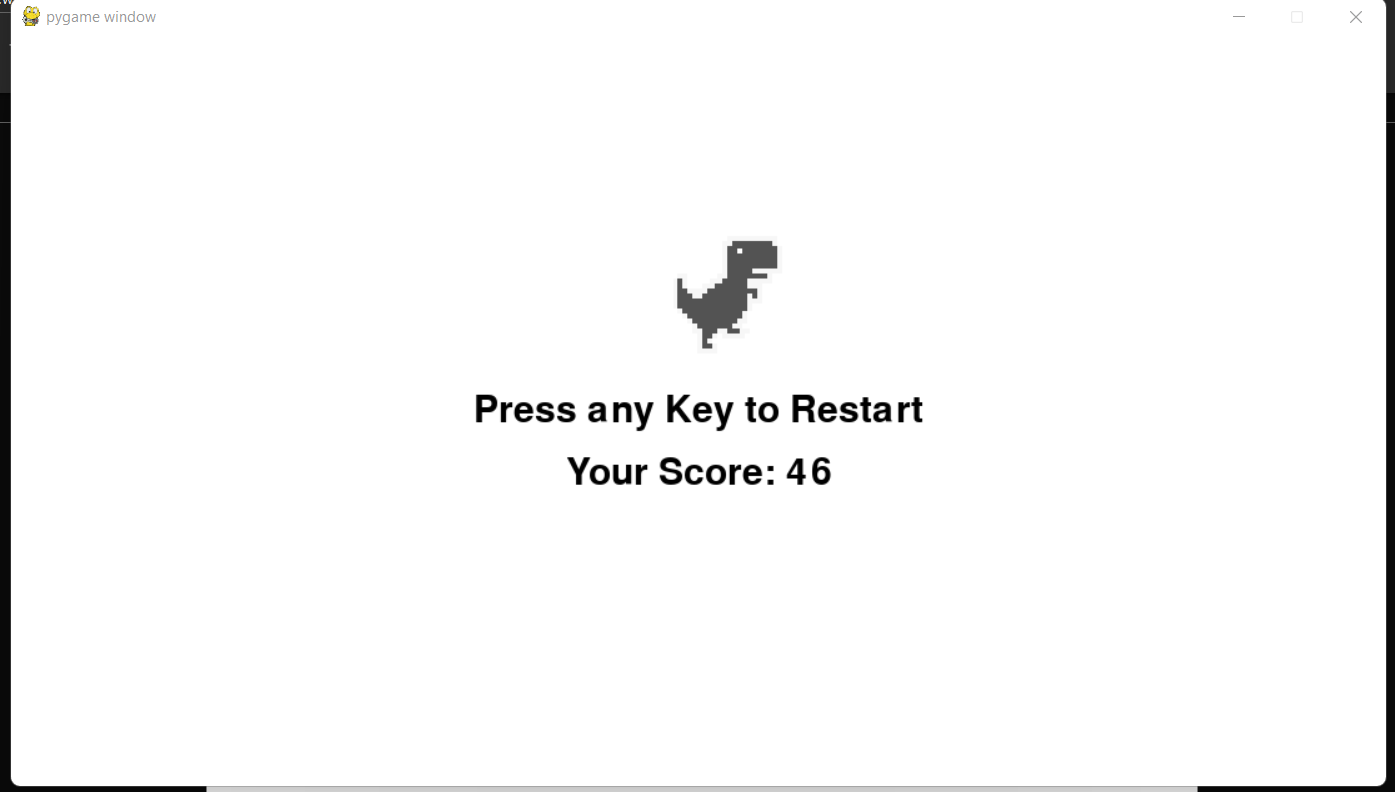 pygame window
Press any Key to Restart
Your Score: 46